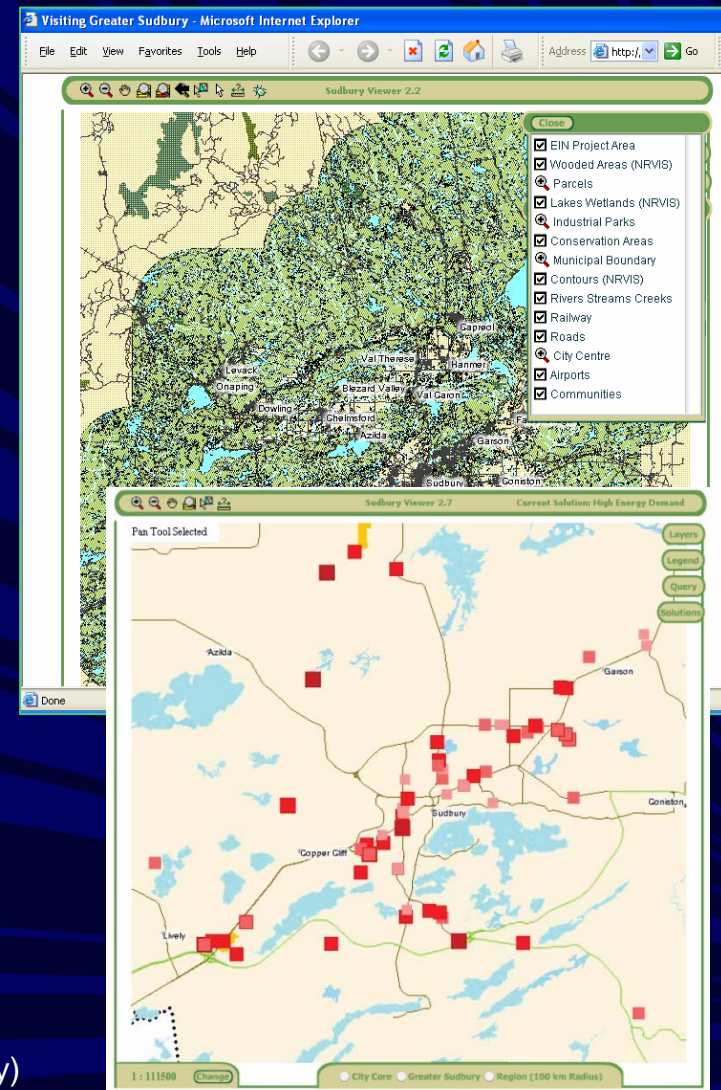 Visiting Greater Sudbury - Microsoft Internet Explorer
File Edit View Favorites Tools Help Address http:/, Go
Sudbury Viewer 2.2
Close
EIN Project Area
Wooded Areas (NRVIS)
Parcels
Lakes Wetlands (NRVIS)
Industrial Parks
Conservation Areas
Municipal Boundary
Contours (NRVIS)
Rivers Streams Creeks
Railway
Roads
City Centre
Airports
Communities
Capreol
Val Therese
Hanmer
Levack
Onaping
Blezard Valley
Val Caron
Dowling
Chelmsford
Azilda
Garson
Sudbury
Coniston
Done
Sudbury Viewer 2.7 Current Solution: High Energy Demand
Pan Tool Selected
Layers
Legend
Query
Solutions
Azilda
Garson
Coniston
Sudbury
Copper Cliff
Lively
1 : 111500 Change City Core Greater Sudbury Region (100 km Radius)
y)